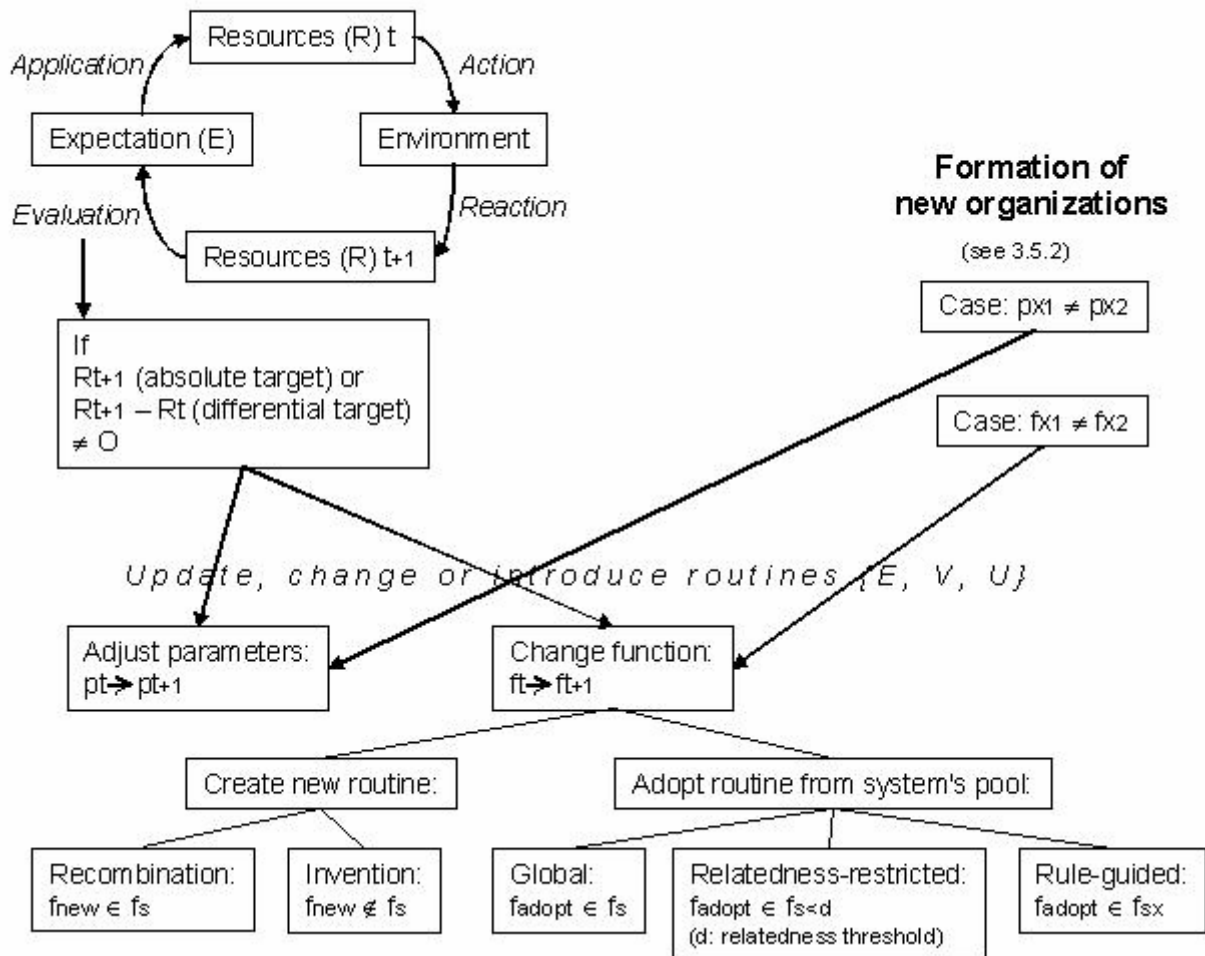 Resources (R) t
Application
Action
Expectation (E)
Environment
Evaluation
Reaction
Resources (R) t+1
Formation of
new organizations
(see 3.5.2)
Case: px1 ≠ px2
If
Rt+1 (absolute target) or
Rt+1 – Rt (differential target)
≠ O
Case: fx1 ≠ fx2
Update, change or introduce routines {E, V, U}
Adjust parameters:
pt→ pt+1
Change function:
ft→ ft+1
Create new routine:
Adopt routine from system's pool:
Recombination:
fnew ∈ fs
Invention:
fnew ∉ fs
Global:
fadopt ∈ fs
Relatedness-restricted:
fadopt ∈ fs<d
(d: relatedness threshold)
Rule-guided:
fadopt ∈ fsx